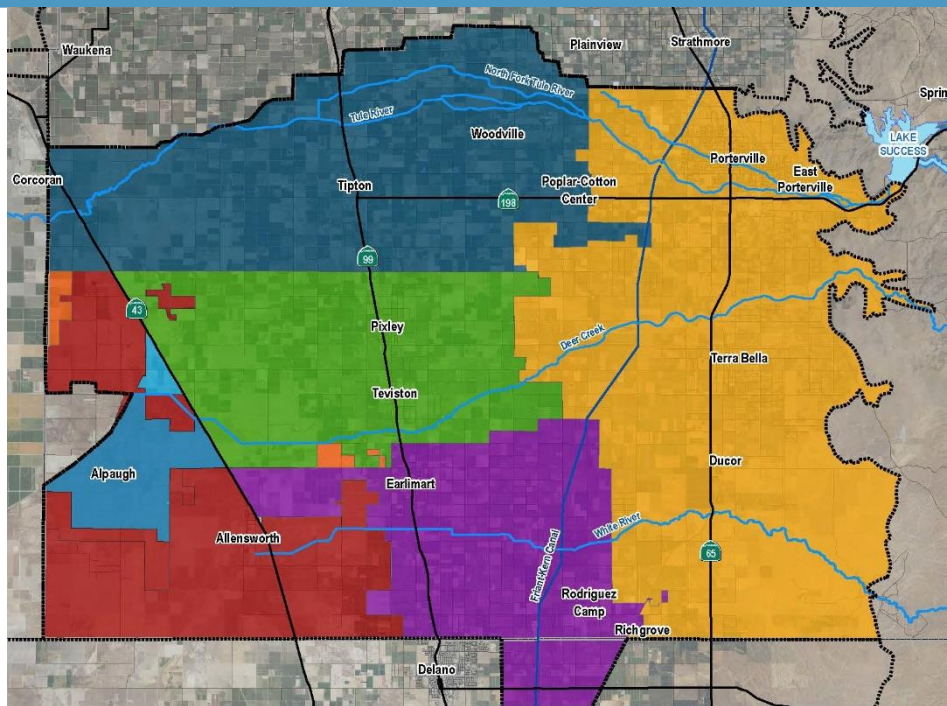 Waukena
Plainview
Strathmore
Sprin
North Fork Tule River
Tule River
LAKE
SUCCESS
Woodville
Porterville
East
Porterville
Corcoran
Tipton
Poplar-Cotton
Center
198
99
43
Pixley
Deer Creek
Terra Bella
Teviston
Alpaugh
Earlimart
Ducor
Allensworth
White River
65
Friant-Kern Canal
Rodriguez
Camp
Richgrove
Delano